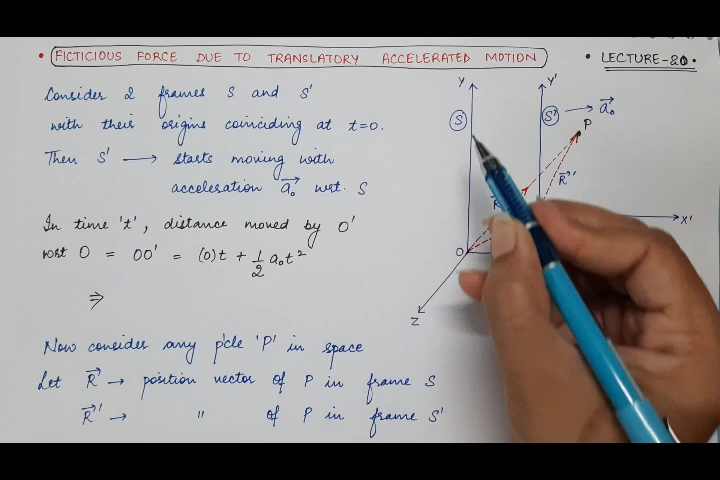 • FICTICIOUS FORCE DUE TO TRANSLATORY ACCELERATED MOTION
• LECTURE-20.
Consider 2 frames S and S'
with their origins coinciding at t=0.
Then S' → starts moving with
acceleration a₀⃗ wrt. S
In time 't', distance moved by O'
wrt O = OO' = (0)t + 1/2 a₀t²
⇒
Now consider any p'cle 'P' in space
Let R⃗ → position vector of P in frame S
R⃗' → " of P in frame S'
Y
Y'
S
S'
→ a₀⃗
P
R⃗'
R⃗
X'
O
Z